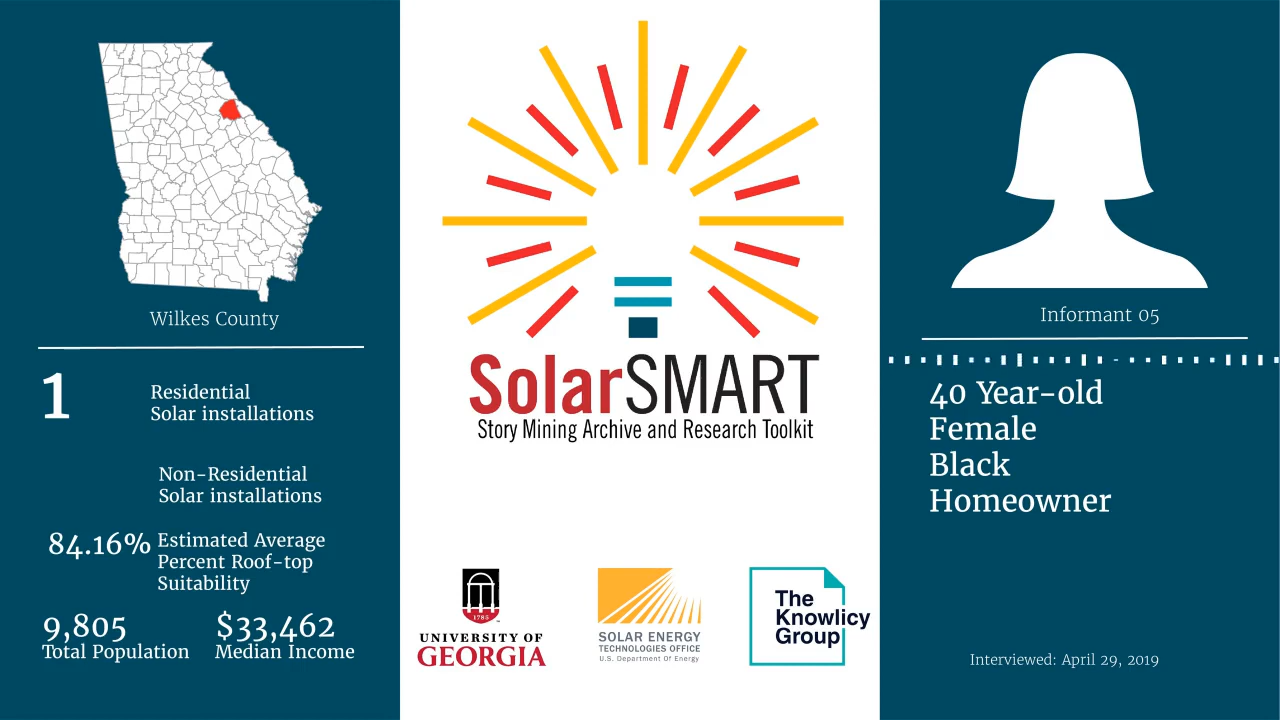 Wilkes County
1
Residential
Solar installations
Non-Residential
Solar installations
84.16%
Estimated Average
Percent Roof-top
Suitability
9,805
Total Population
$33,462
Median Income
SolarSMART
Story Mining Archive and Research Toolkit
1785
UNIVERSITY OF
GEORGIA
SOLAR ENERGY
TECHNOLOGIES OFFICE
U.S. Department Of Energy
The
Knowlicy
Group
Informant 05
40 Year-old
Female
Black
Homeowner
Interviewed: April 29, 2019